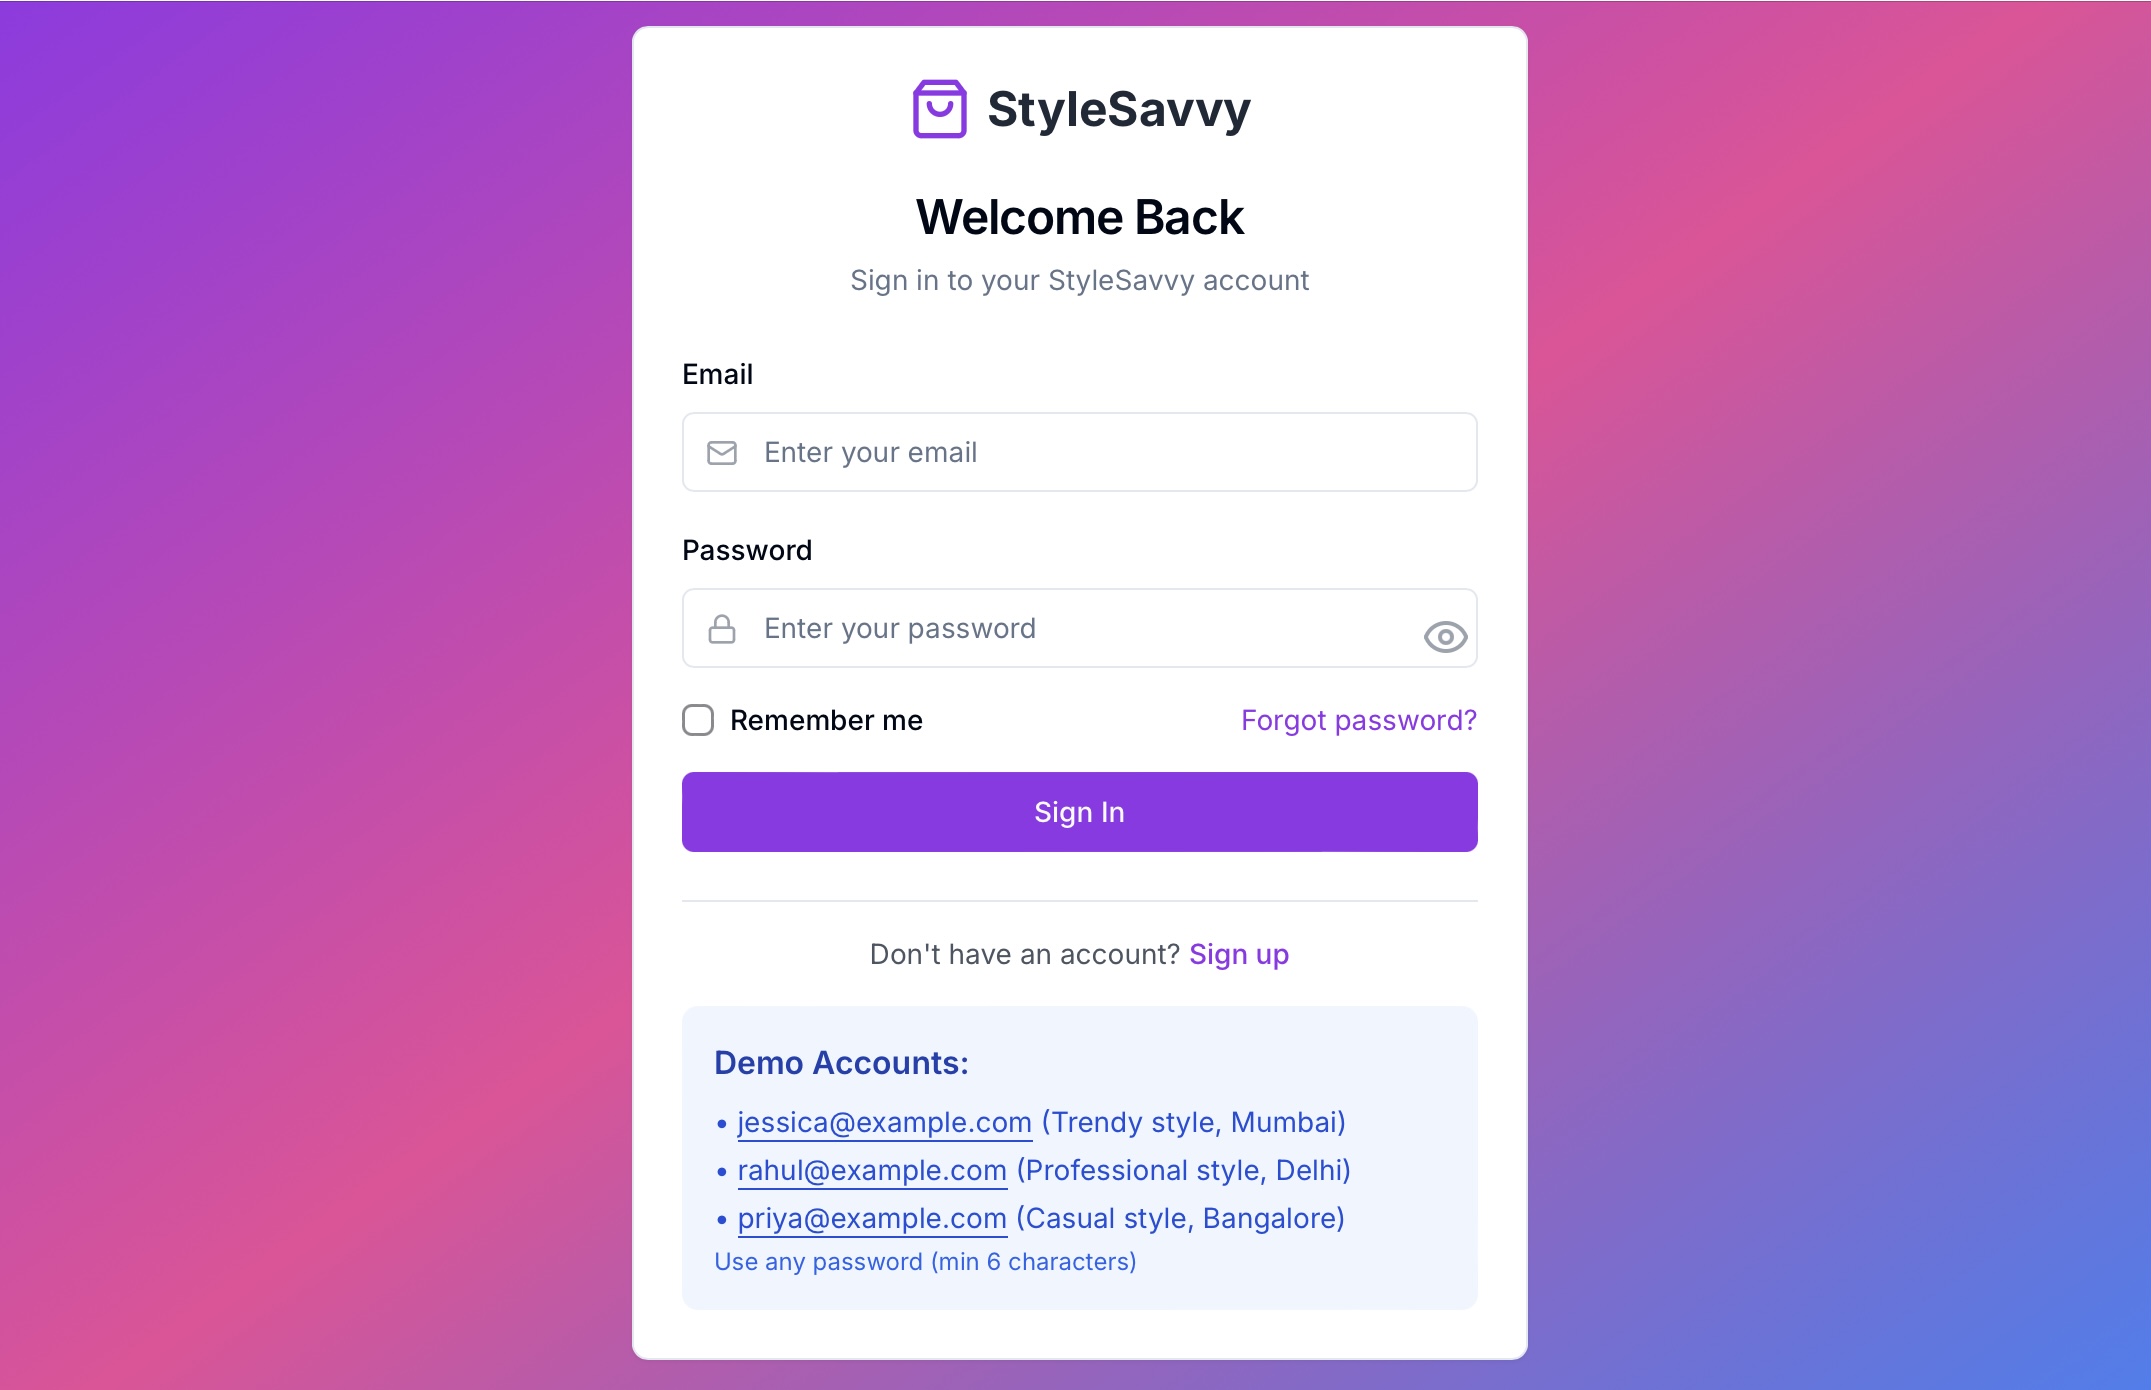 StyleSavvy
Welcome Back
Sign in to your StyleSavvy account
Email
Enter your email
Password
Enter your password
Remember me
Forgot password?
Sign In
Don't have an account? Sign up
Demo Accounts:
• jessica@example.com (Trendy style, Mumbai)
• rahul@example.com (Professional style, Delhi)
• priya@example.com (Casual style, Bangalore)
Use any password (min 6 characters)